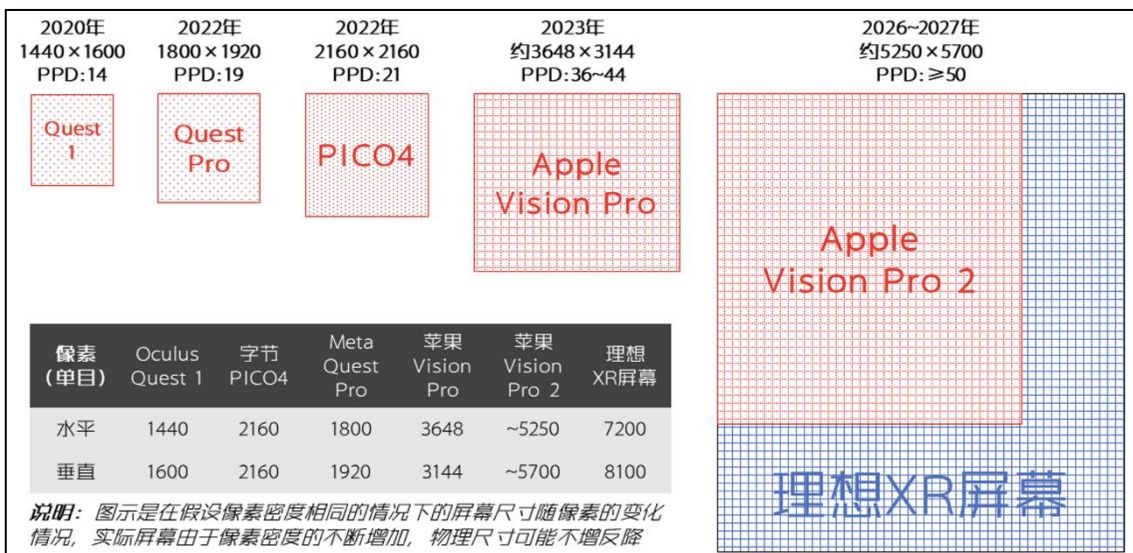 2020年
1440×1600
PPD:14
2022年
1800×1920
PPD:19
2022年
2160×2160
PPD:21
2023年
约3648×3144
PPD:36~44
2026~2027年
约5250×5700
PPD:≥50
Quest
1
Quest
Pro
PICO4
Apple
Vision Pro
Apple
Vision Pro 2
理想XR屏幕
像素
(单目)
Oculus
Quest 1
字节
PICO4
Meta
Quest
Pro
苹果
Vision
Pro
苹果
Vision
Pro 2
理想
XR屏幕
水平 1440 2160 1800 3648 ~5250 7200
垂直 1600 2160 1920 3144 ~5700 8100
说明：图示是在假设像素密度相同的情况下的屏幕尺寸随像素的变化
情况，实际屏幕由于像素密度的不断增加，物理尺寸可能不增反降